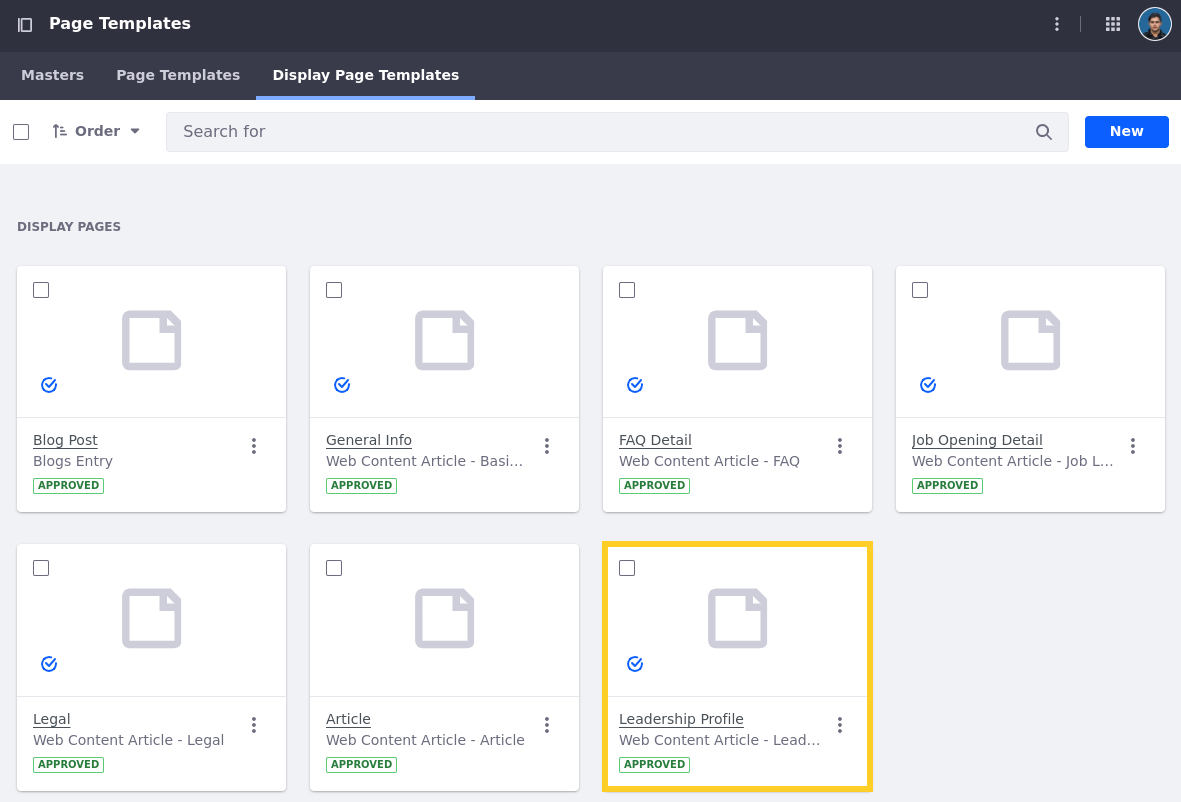 Page Templates
Masters
Page Templates
Display Page Templates
Order
Search for
New
DISPLAY PAGES
Blog Post
Blogs Entry
APPROVED
General Info
Web Content Article - Basi...
APPROVED
FAQ Detail
Web Content Article - FAQ
APPROVED
Job Opening Detail
Web Content Article - Job L...
APPROVED
Legal
Web Content Article - Legal
APPROVED
Article
Web Content Article - Article
APPROVED
Leadership Profile
Web Content Article - Lead...
APPROVED